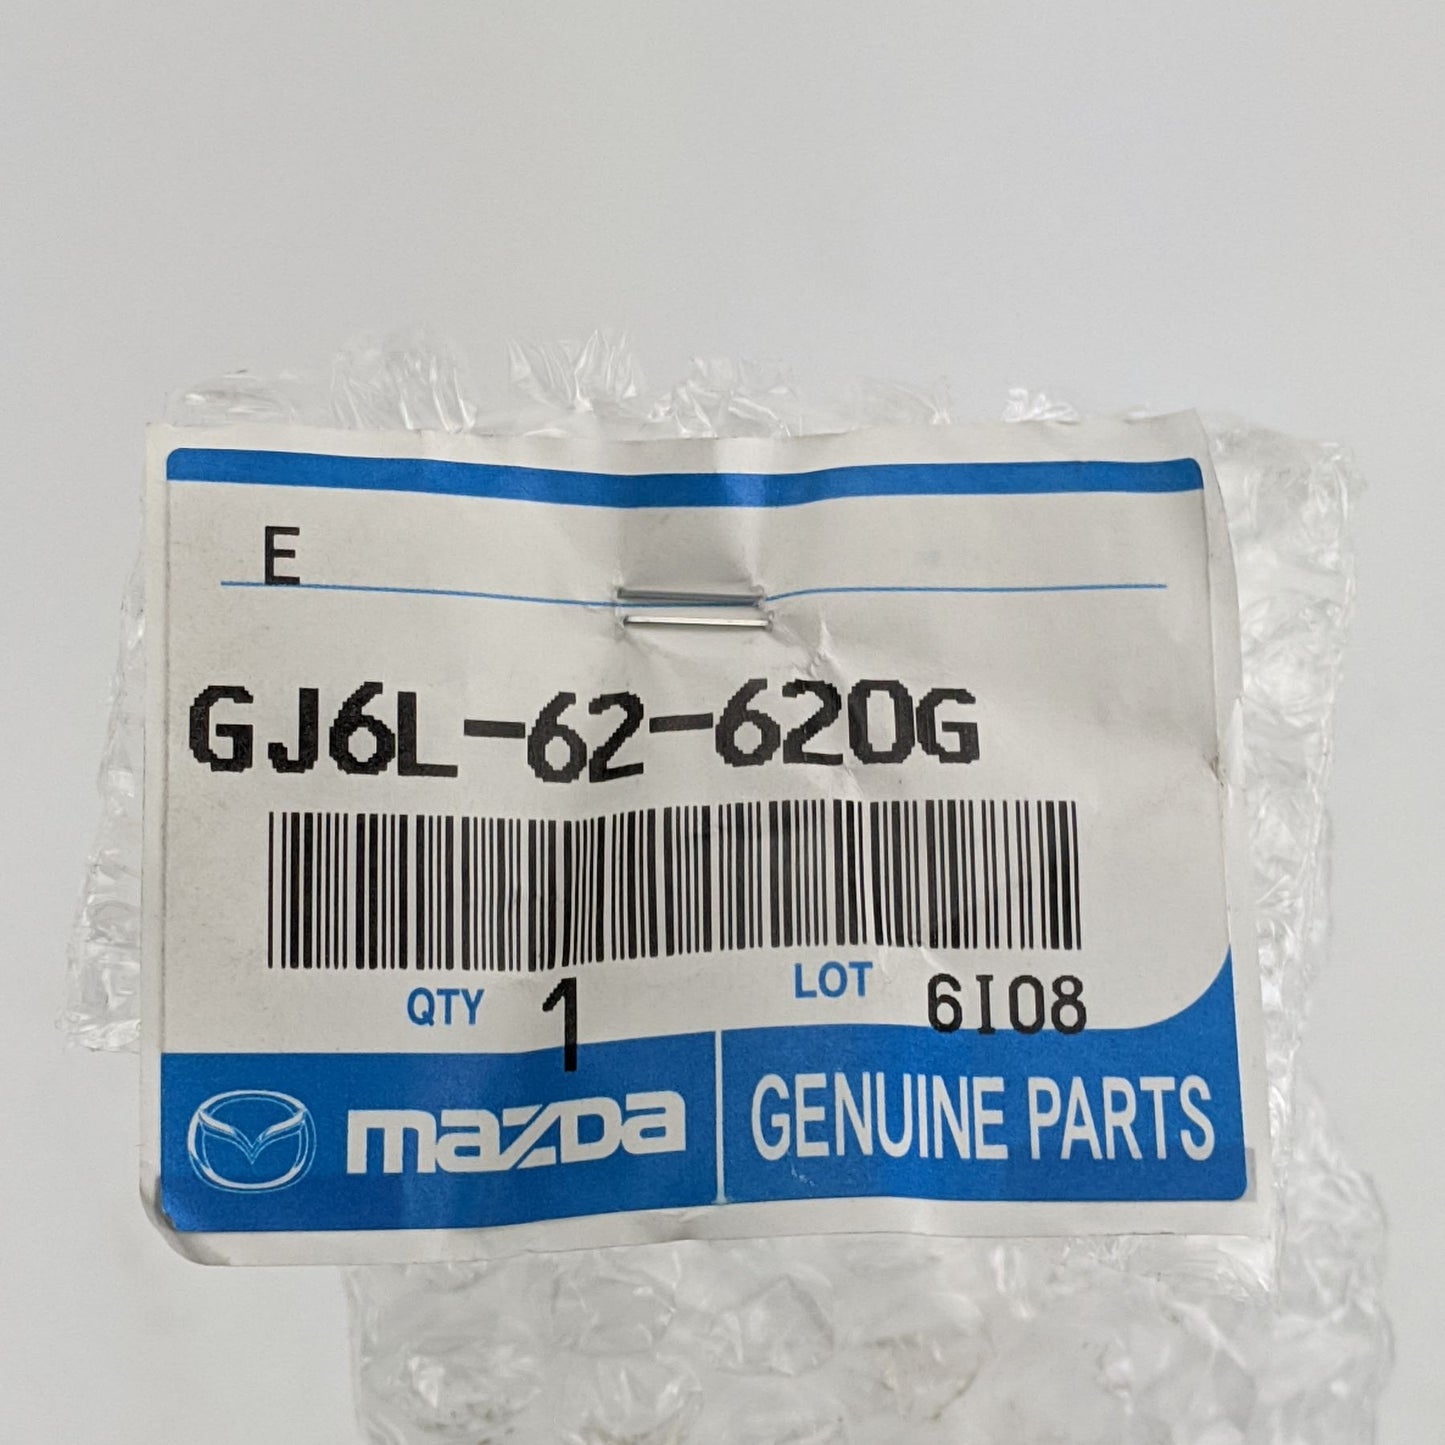 E
GJ6L-62-620G
QTY 1 LOT 6I08
mazda GENUINE PARTS